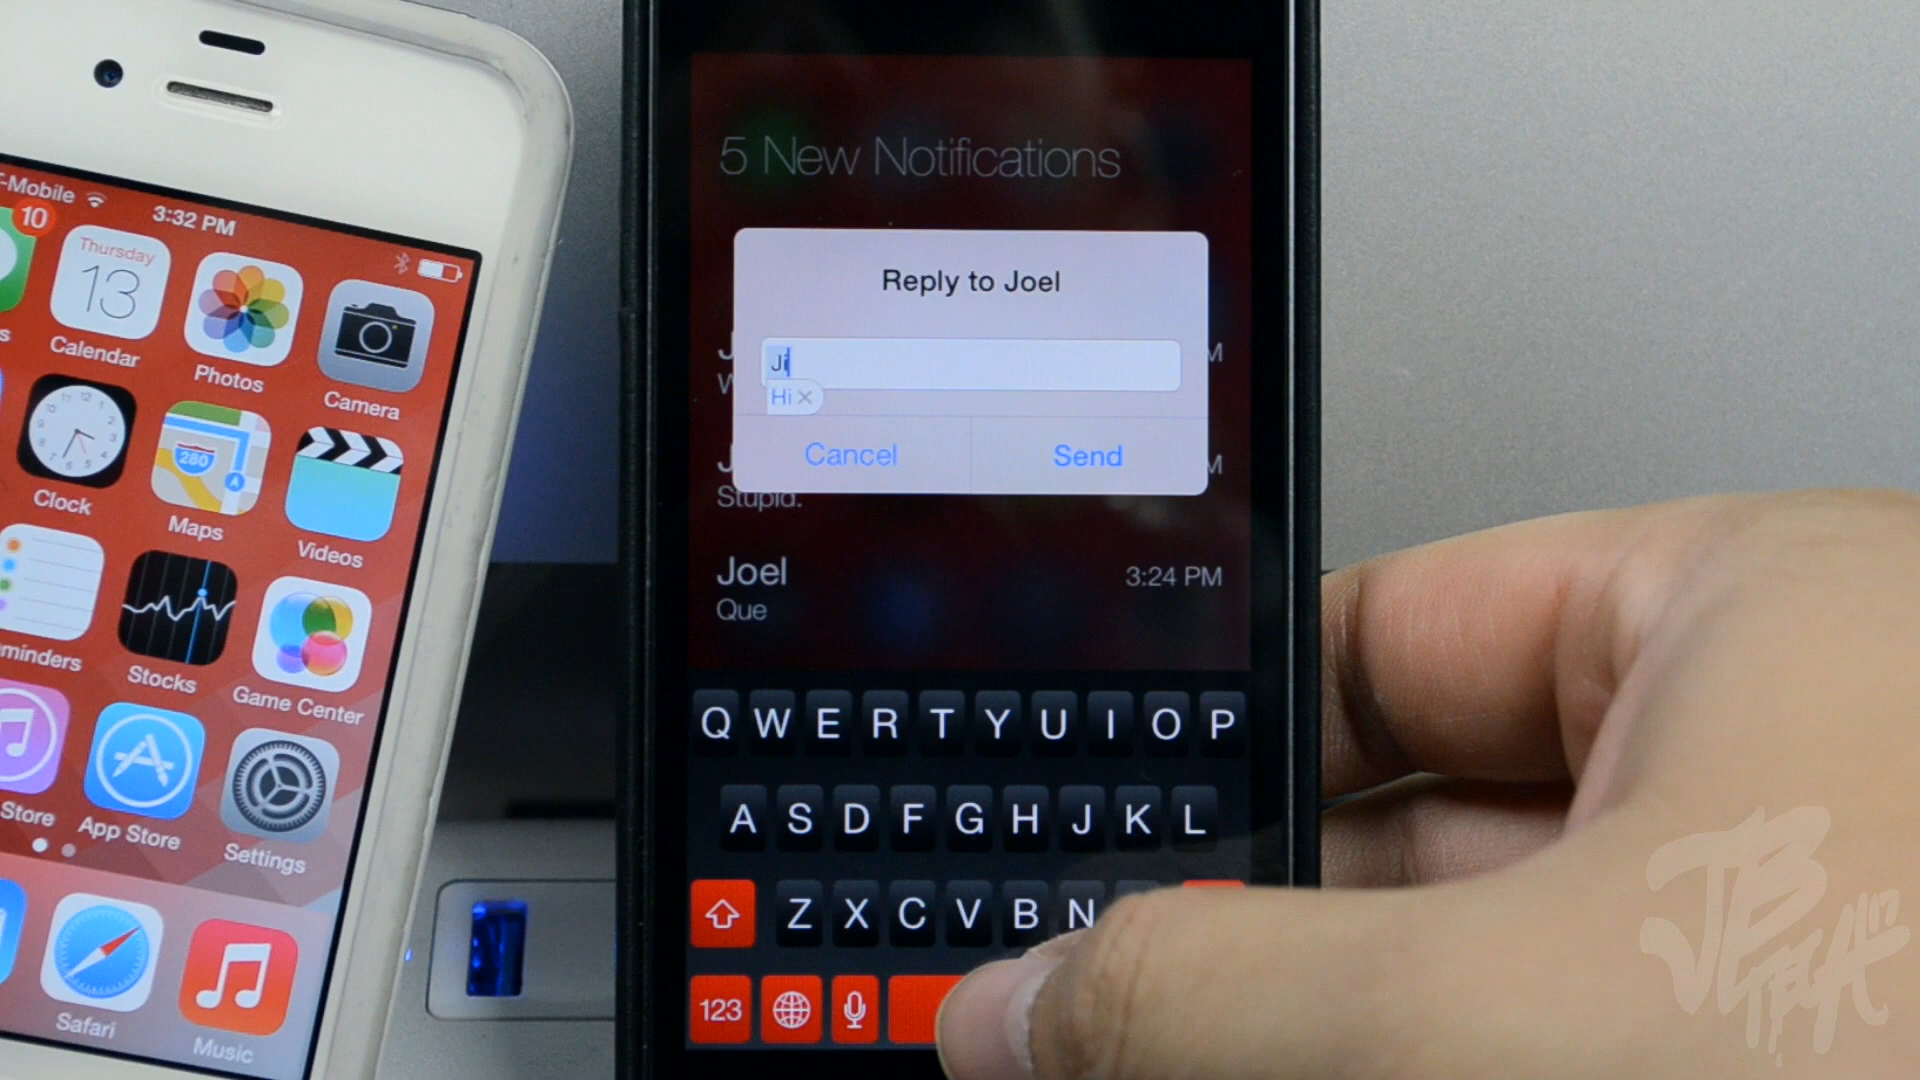 T-Mobile 3:32 PM
10
Thursday
13
Calendar
Photos
Camera
12
280
Clock
Maps
Videos
Stocks
Game Center
Store
App Store
Settings
Safari
Music
5 New Notifications
Reply to Joel
Ji
Hi ×
Cancel Send
Stupid.
Joel 3:24 PM
Que
Q W E R T Y U I O P
A S D F G H J K L
Z X C V B N
123